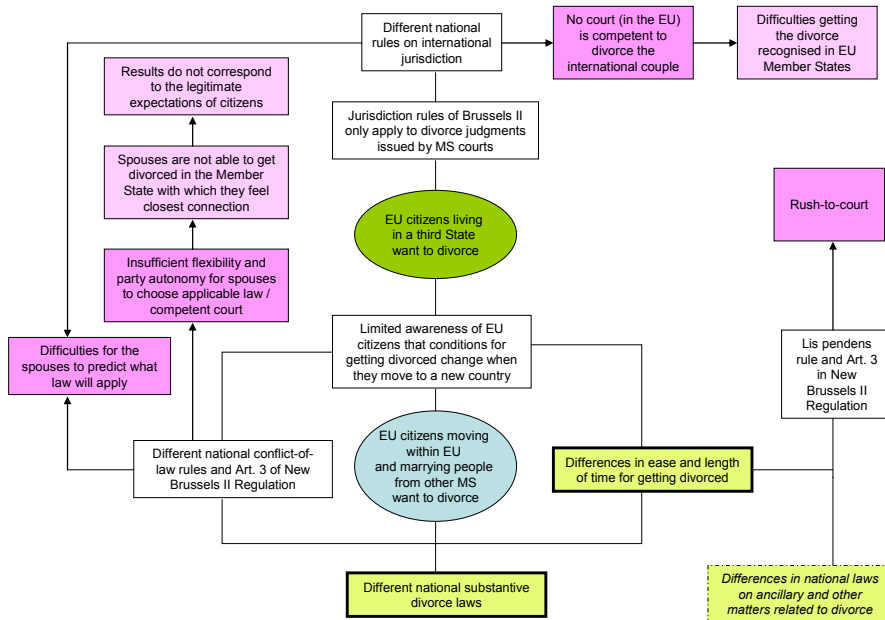 Different national
rules on international
jurisdiction
No court (in the EU)
is competent to
divorce the
international couple
Difficulties getting
the divorce
recognised in EU
Member States
Results do not correspond
to the legitimate
expectations of citizens
Jurisdiction rules of Brussels II
only apply to divorce judgments
issued by MS courts
Spouses are not able to get
divorced in the Member
State with which they feel
closest connection
Rush-to-court
EU citizens living
in a third State
want to divorce
Insufficient flexibility and
party autonomy for spouses
to choose applicable law /
competent court
Limited awareness of EU
citizens that conditions for
getting divorced change when
they move to a new country
Difficulties for the
spouses to predict what
law will apply
Lis pendens
rule and Art. 3
in New
Brussels II
Regulation
Different national conflict-of-
law rules and Art. 3 of New
Brussels II Regulation
EU citizens moving
within EU
and marrying people
from other MS
want to divorce
Differences in ease and length
of time for getting divorced
Different national substantive
divorce laws
Differences in national laws
on ancillary and other
matters related to divorce